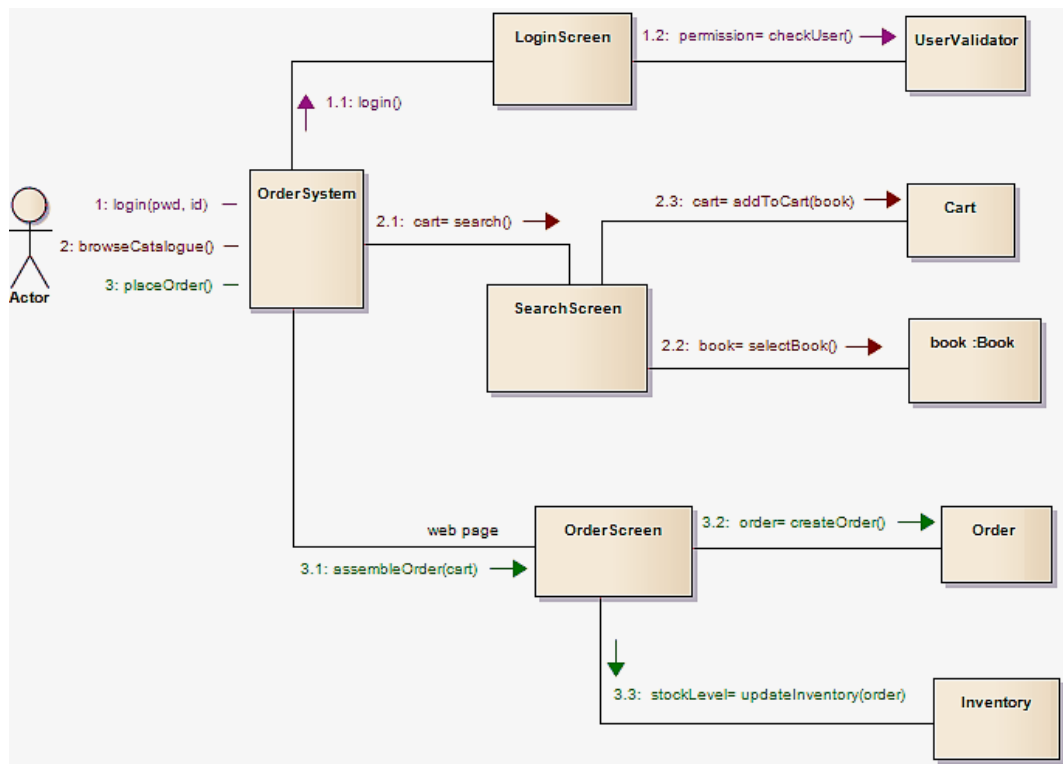 LoginScreen
1.2: permission= checkUser()
UserValidator
1.1: login()
OrderSystem
1: login(pwd, id)
2: browseCatalogue()
3: placeOrder()
Actor
2.1: cart= search()
2.3: cart= addToCart(book)
Cart
SearchScreen
2.2: book= selectBook()
book :Book
web page
3.1: assembleOrder(cart)
OrderScreen
3.2: order= createOrder()
Order
3.3: stockLevel= updateInventory(order)
Inventory